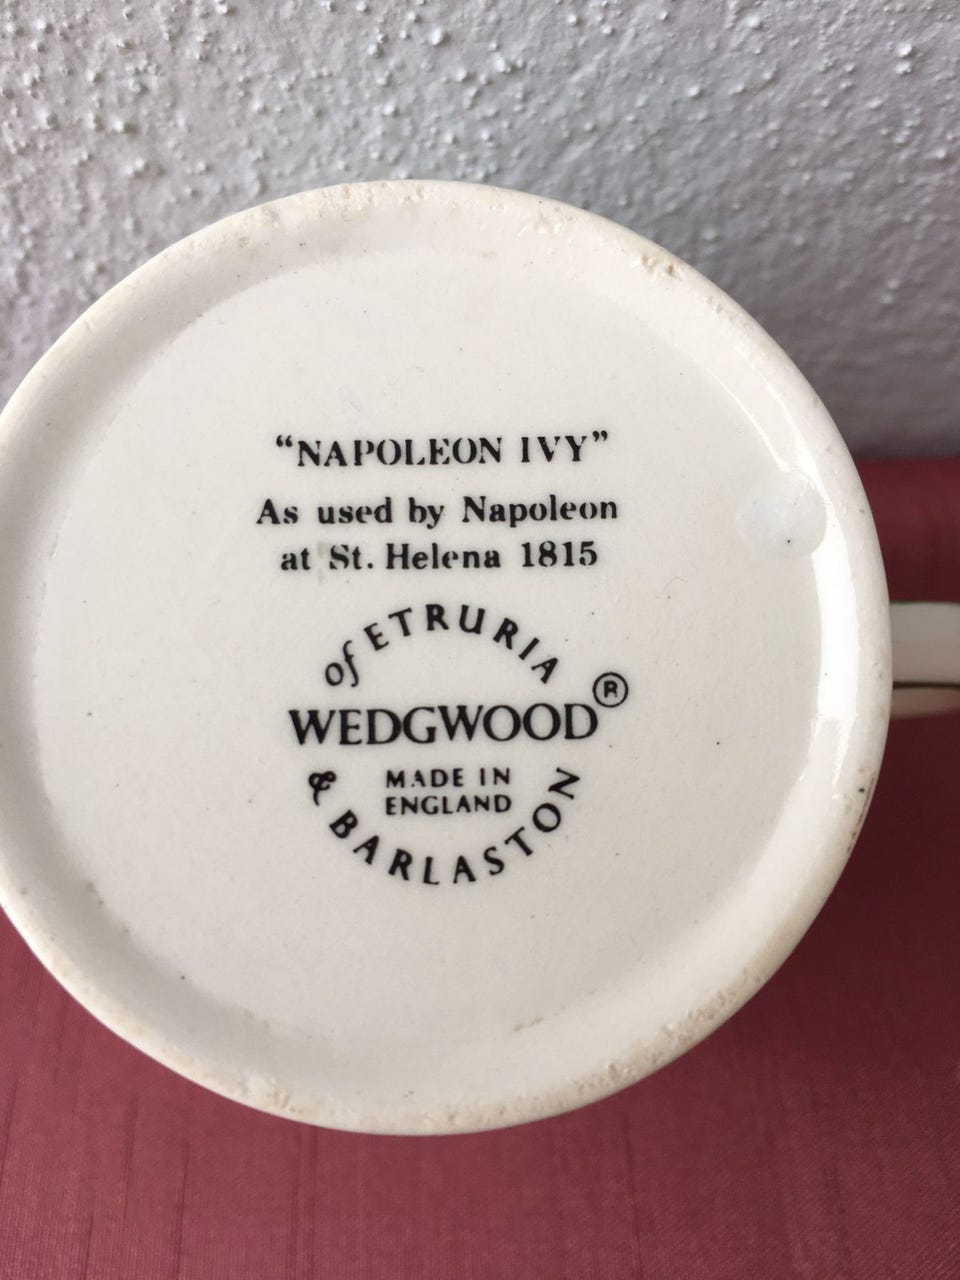 “NAPOLEON IVY”
As used by Napoleon
at St. Helena 1815
of ETRURIA
WEDGWOOD®
MADE IN
ENGLAND
& BARLASTON